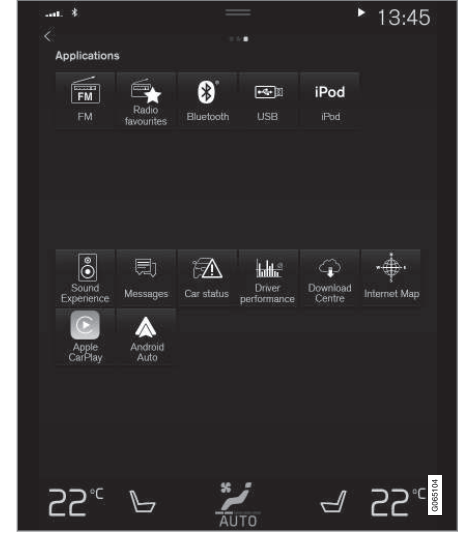 13:45
Applications
FM
FM
Radio
favourites
Bluetooth
USB
iPod
iPod
Sound
Experience
Messages
Car status
Driver
performance
Download
Centre
Internet Map
Apple
CarPlay
Android
Auto
22°C
AUTO
22°C
G065104